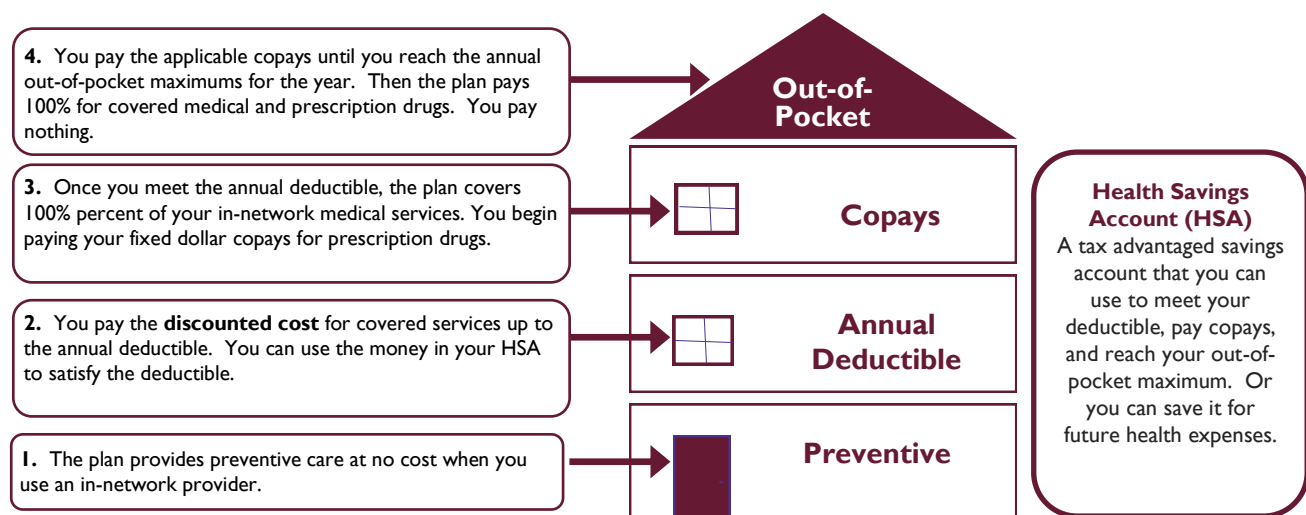 4. You pay the applicable copays until you reach the annual
out-of-pocket maximums for the year. Then the plan pays
100% for covered medical and prescription drugs. You pay
nothing.
Out-of-
Pocket
3. Once you meet the annual deductible, the plan covers
100% percent of your in-network medical services. You begin
paying your fixed dollar copays for prescription drugs.
Copays
2. You pay the discounted cost for covered services up to
the annual deductible. You can use the money in your HSA
to satisfy the deductible.
Annual
Deductible
1. The plan provides preventive care at no cost when you
use an in-network provider.
Preventive
Health Savings
Account (HSA)
A tax advantaged savings
account that you can
use to meet your
deductible, pay copays,
and reach your out-of-
pocket maximum. Or
you can save it for
future health expenses.